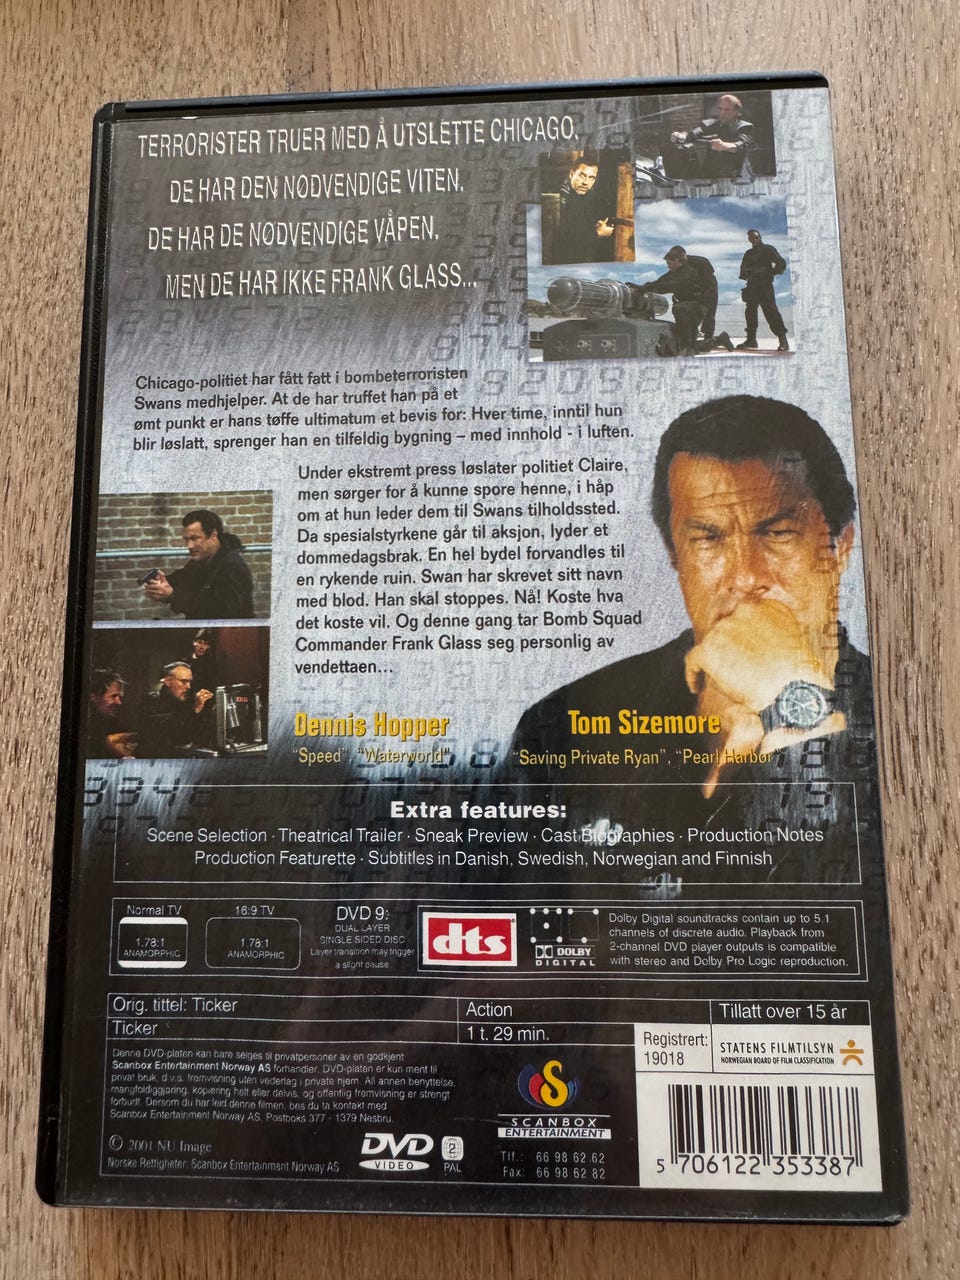 TERRORISTER TRUER MED Å UTSLETTE CHICAGO.
DE HAR DEN NØDVENDIGE VITEN.
DE HAR DE NØDVENDIGE VÅPEN.
MEN DE HAR IKKE FRANK GLASS...
Chicago-politiet har fått fatt i bombeterroristen
Swans medhjelper. At de har truffet han på et
ømt punkt er hans tøffe ultimatum et bevis for: Hver time, inntil hun
blir løslatt, sprenger han en tilfeldig bygning – med innhold - i luften.
Under ekstremt press løslater politiet Claire,
men sørger for å kunne spore henne, i håp
om at hun leder dem til Swans tilholdssted.
Da spesialstyrkene går til aksjon, lyder et
dommedagsbrak. En hel bydel forvandles til
en rykende ruin. Swan har skrevet sitt navn
med blod. Han skal stoppes. Nå! Koste hva
det koste vil. Og denne gang tar Bomb Squad
Commander Frank Glass seg personlig av
vendettaen...
Dennis Hopper
"Speed" "Waterworld"
Tom Sizemore
"Saving Private Ryan", "Pearl Harbor"
Extra features:
Scene Selection · Theatrical Trailer · Sneak Preview · Cast Biographies · Production Notes
Production Featurette · Subtitles in Danish, Swedish, Norwegian and Finnish
Normal TV
1.78:1
ANAMORPHIC
16:9 TV
1.78:1
ANAMORPHIC
DVD 9:
DUAL LAYER
SINGLE SIDED DISC
Layer transition may trigger
a slight pause.
dts
DOLBY
DIGITAL
Dolby Digital soundtracks contain up to 5.1
channels of discrete audio. Playback from
2-channel DVD player outputs is compatible
with stereo and Dolby Pro Logic reproduction.
Orig. tittel: Ticker
Action
Tillatt over 15 år
Ticker
1 t. 29 min.
Registrert:
19018
STATENS FILMTILSYN
NORWEGIAN BOARD OF FILM CLASSIFICATION
Denne DVD-platen kan bare selges til privatpersoner av en godkjent
Scanbox Entertainment Norway AS forhandler. DVD-platen er kun ment til
privat bruk, d.v.s. fremvisning uten vederlag i private hjem. All annen benyttelse,
mangfoldiggjøring, kopiering helt eller delvis, og offentlig fremvisning er strengt
forbudt. Dersom du har leid denne filmen, bes du ta kontakt med
Scanbox Entertainment Norway AS, Postboks 377 - 1379 Nesbru.
© 2001 NU Image
Norske Rettigheter: Scanbox Entertainment Norway AS
DVD
VIDEO
2
PAL
S
SCANBOX
ENTERTAINMENT
Tlf.: 66 98 62 62
Fax: 66 98 62 82
5 706122 353387